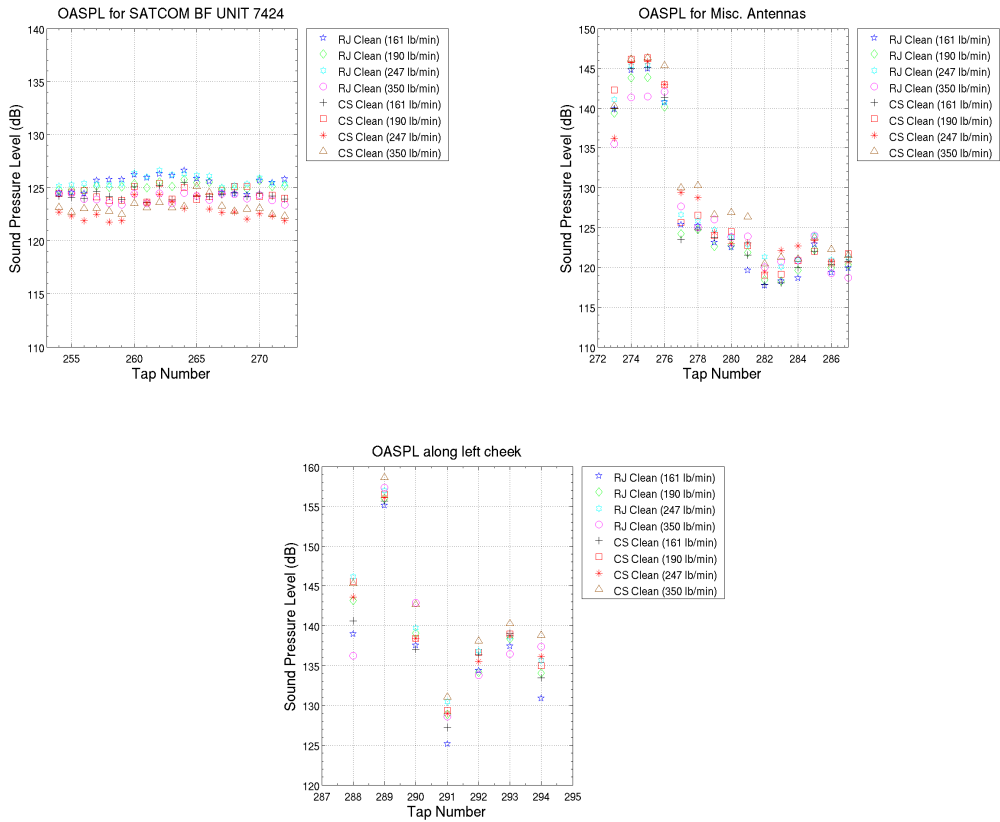 OASPL for SATCOM BF UNIT 7424
Sound Pressure Level (dB)
140
135
130
125
120
115
110
255
260
265
270
Tap Number
RJ Clean (161 lb/min)
RJ Clean (190 lb/min)
RJ Clean (247 lb/min)
RJ Clean (350 lb/min)
CS Clean (161 lb/min)
CS Clean (190 lb/min)
CS Clean (247 lb/min)
CS Clean (350 lb/min)
OASPL for Misc. Antennas
Sound Pressure Level (dB)
150
145
140
135
130
125
120
115
110
272
274
276
278
280
282
284
286
Tap Number
RJ Clean (161 lb/min)
RJ Clean (190 lb/min)
RJ Clean (247 lb/min)
RJ Clean (350 lb/min)
CS Clean (161 lb/min)
CS Clean (190 lb/min)
CS Clean (247 lb/min)
CS Clean (350 lb/min)
OASPL along left cheek
Sound Pressure Level (dB)
160
155
150
145
140
135
130
125
120
287
288
289
290
291
292
293
294
295
Tap Number
RJ Clean (161 lb/min)
RJ Clean (190 lb/min)
RJ Clean (247 lb/min)
RJ Clean (350 lb/min)
CS Clean (161 lb/min)
CS Clean (190 lb/min)
CS Clean (247 lb/min)
CS Clean (350 lb/min)